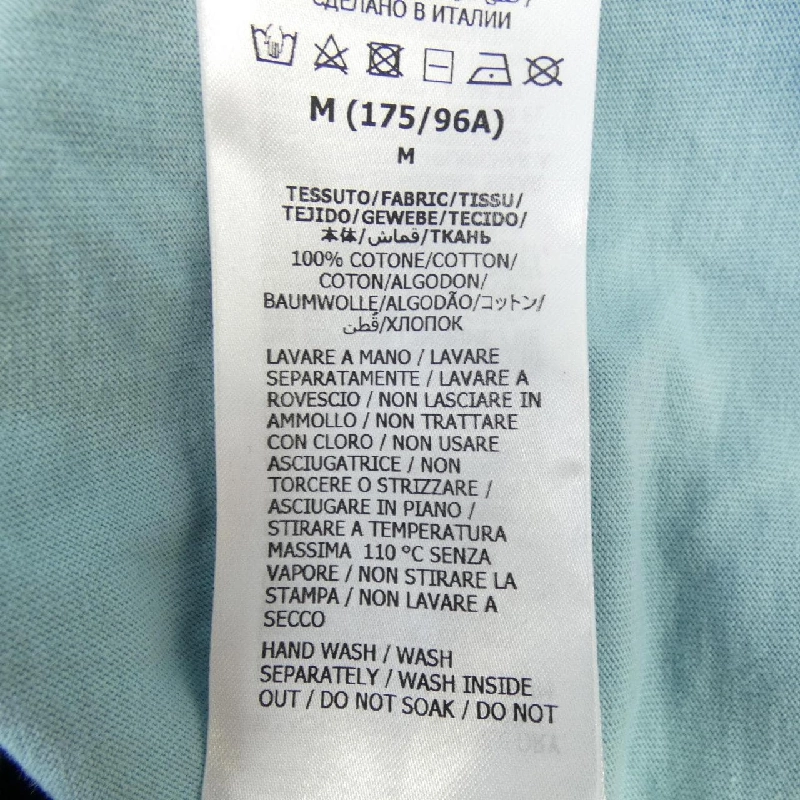 СДЕЛАНО В ИТАЛИИ
M (175/96A)
M
TESSUTO/FABRIC/TISSU/
TEJIDO/GEWEBE/TECIDO/
本体/قماش/ТКАНЬ
100% COTONE/COTTON/
COTON/ALGODON/
BAUMWOLLE/ALGODÃO/コットン/
قُطن/ХЛОПОК
LAVARE A MANO / LAVARE
SEPARATAMENTE / LAVARE A
ROVESCIO / NON LASCIARE IN
AMMOLLO / NON TRATTARE
CON CLORO / NON USARE
ASCIUGATRICE / NON
TORCERE O STRIZZARE /
ASCIUGARE IN PIANO /
STIRARE A TEMPERATURA
MASSIMA 110 °C SENZA
VAPORE / NON STIRARE LA
STAMPA / NON LAVARE A
SECCO
HAND WASH / WASH
SEPARATELY / WASH INSIDE
OUT / DO NOT SOAK / DO NOT